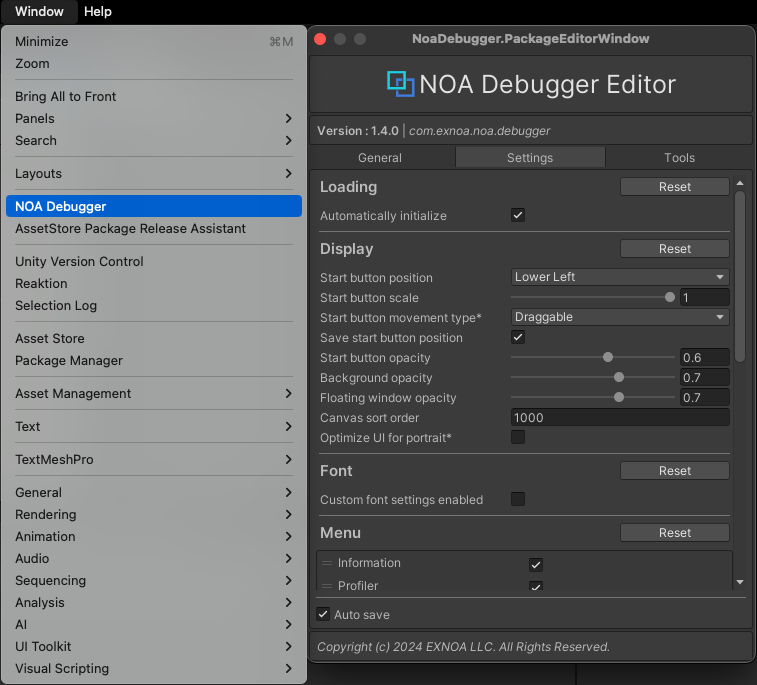 Window Help
Minimize ⌘M
Zoom
Bring All to Front
Panels
Search
Layouts
NOA Debugger
AssetStore Package Release Assistant
Unity Version Control
Reaktion
Selection Log
Asset Store
Package Manager
Asset Management
Text
TextMeshPro
General
Rendering
Animation
Audio
Sequencing
Analysis
AI
UI Toolkit
Visual Scripting
NoaDebugger.PackageEditorWindow
NOA Debugger Editor
Version : 1.4.0 | com.exnoa.noa.debugger
General Settings Tools
Loading Reset
Automatically initialize
Display Reset
Start button position Lower Left
Start button scale 1
Start button movement type* Draggable
Save start button position
Start button opacity 0.6
Background opacity 0.7
Floating window opacity 0.7
Canvas sort order 1000
Optimize UI for portrait*
Font Reset
Custom font settings enabled
Menu Reset
Information
Profiler
Auto save
Copyright (c) 2024 EXNOA LLC. All Rights Reserved.